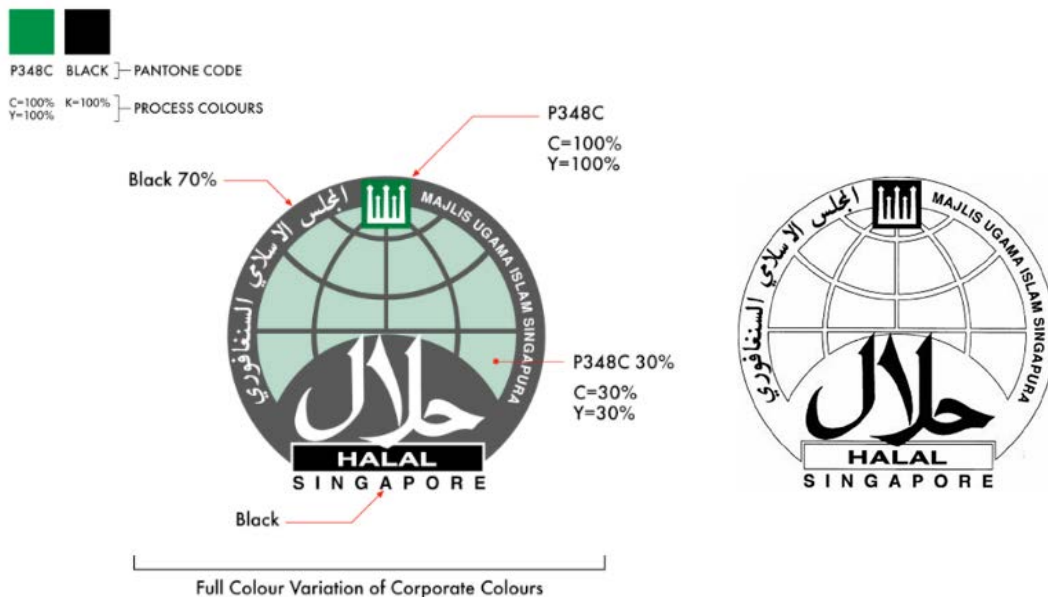 P348C BLACK PANTONE CODE
C=100% K=100% PROCESS COLOURS
Y=100%
P348C
C=100%
Y=100%
Black 70%
المجلس الاسلامي السنغافوري
MAJLIS UGAMA ISLAM SINGAPURA
P348C 30%
C=30%
Y=30%
حلال
HALAL
SINGAPORE
Black
Full Colour Variation of Corporate Colours
المجلس الاسلامي السنغافوري
MAJLIS UGAMA ISLAM SINGAPURA
حلال
HALAL
SINGAPORE